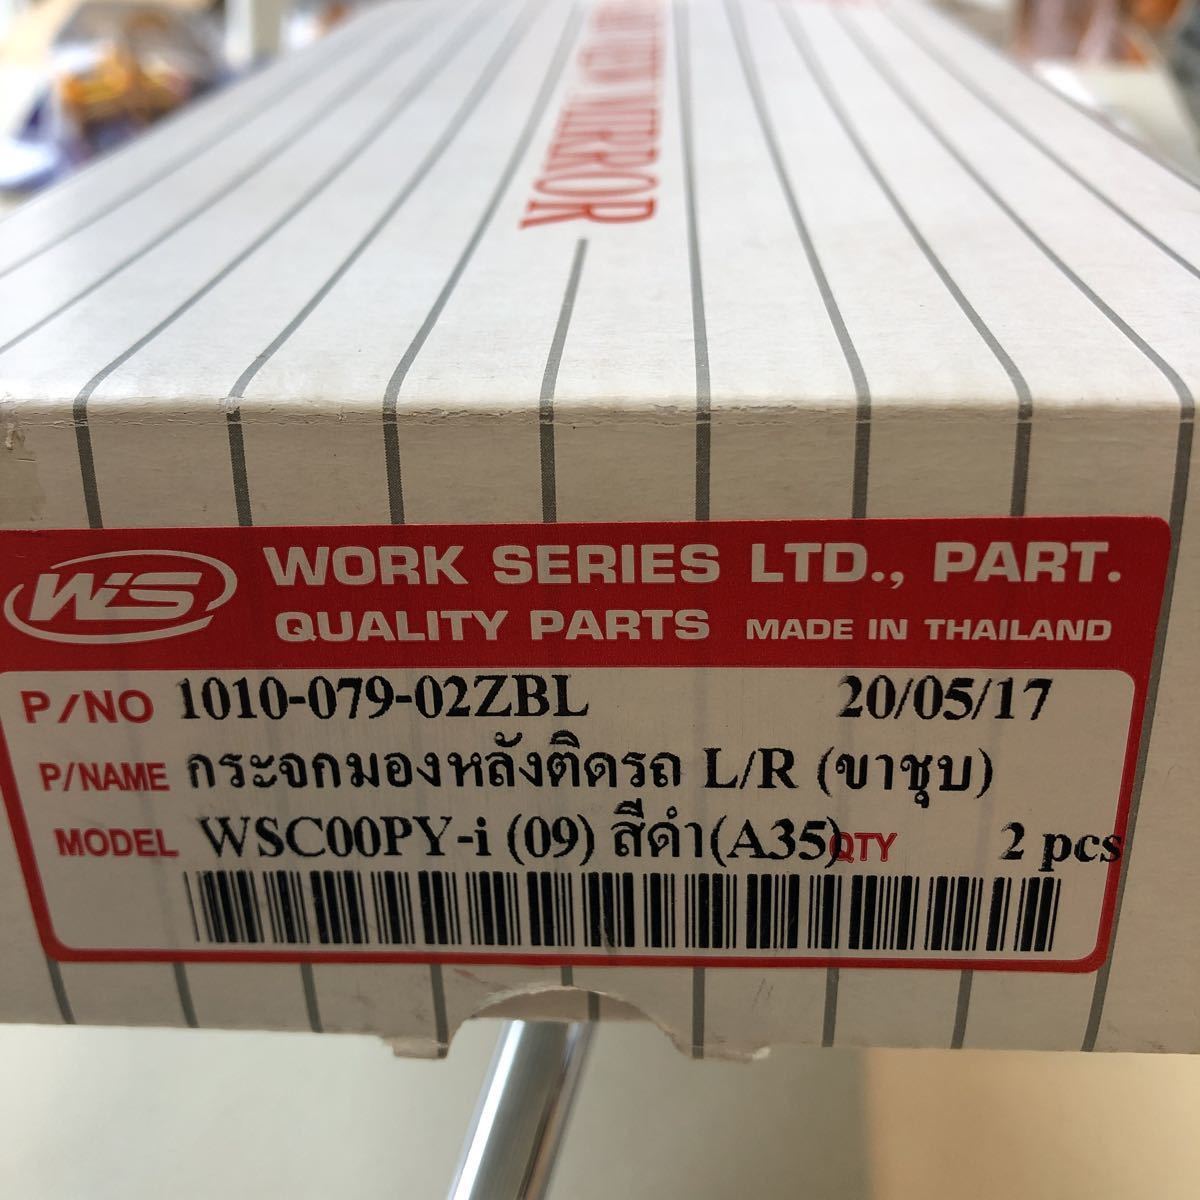 MIRROR
WS WORK SERIES LTD., PART.
QUALITY PARTS MADE IN THAILAND
P/NO 1010-079-02ZBL 20/05/17
P/NAME กระจกมองหลังติดรถ L/R (ขาชุบ)
MODEL WSC00PY-i (09) สีดำ(A35) QTY 2 pcs